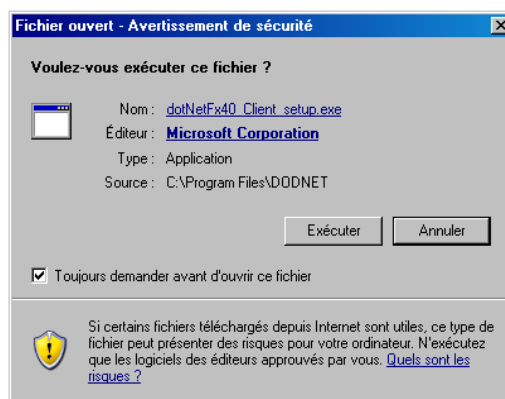 Fichier ouvert - Avertissement de sécurité
Voulez-vous exécuter ce fichier ?
Nom : dotNetFx40_Client_setup.exe
Éditeur : Microsoft Corporation
Type : Application
Source : C:\Program Files\DODNET
Exécuter Annuler
Toujours demander avant d'ouvrir ce fichier
Si certains fichiers téléchargés depuis Internet sont utiles, ce type de
fichier peut présenter des risques pour votre ordinateur. N'exécutez
que les logiciels des éditeurs approuvés par vous. Quels sont les
risques ?